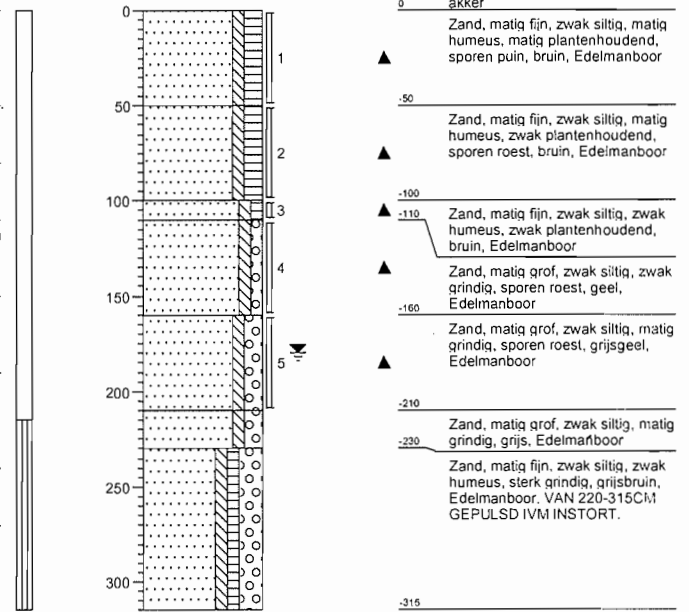 0
50
100
150
200
250
300
1
2
3
4
5
0 akker
Zand, matig fijn, zwak siltig, matig
humeus, matig plantenhoudend,
sporen puin, bruin, Edelmanboor
-50
Zand, matig fijn, zwak siltig, matig
humeus, zwak plantenhoudend,
sporen roest, bruin, Edelmanboor
-100
-110
Zand, matig fijn, zwak siltig, zwak
humeus, zwak plantenhoudend,
bruin, Edelmanboor
Zand, matig grof, zwak siltig, zwak
grindig, sporen roest, geel,
Edelmanboor
-160
Zand, matig grof, zwak siltig, matig
grindig, sporen roest, grijsgeel,
Edelmanboor
-210
Zand, matig grof, zwak siltig, matig
grindig, grijs, Edelmanboor
-230
Zand, matig fijn, zwak siltig, zwak
humeus, sterk grindig, grijsbruin,
Edelmanboor. VAN 220-315CM
GEPULSD IVM INSTORT.
-315